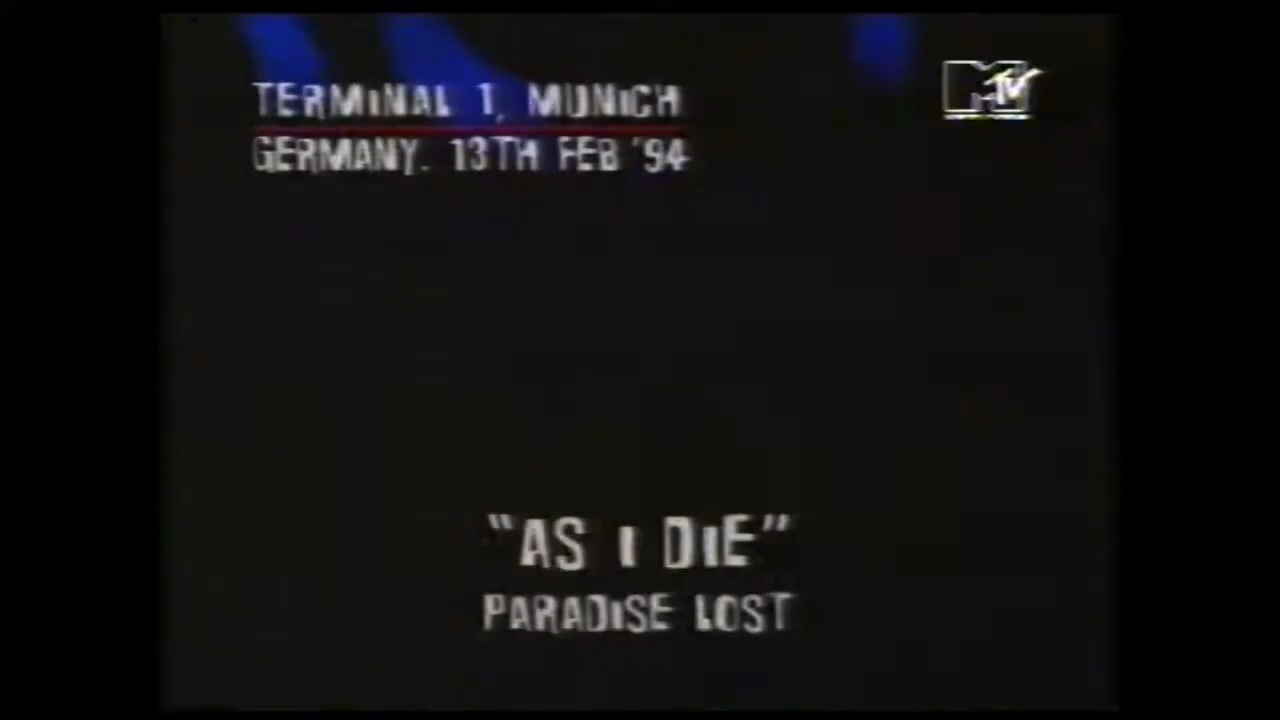 TERMINAL 1, MUNICH
MTV
GERMANY. 13TH FEB '94
"AS I DIE"
PARADISE LOST